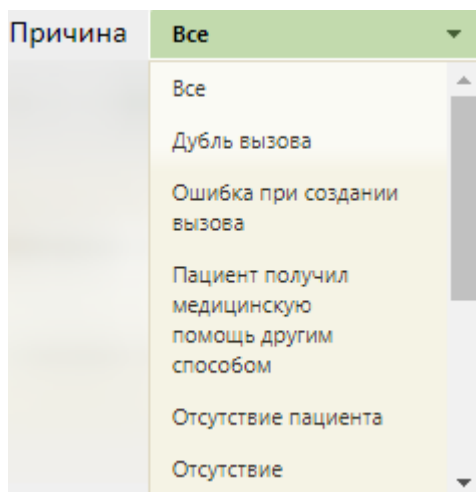 Причина Все
Все
Дубль вызова
Ошибка при создании
вызова
Пациент получил
медицинскую
помощь другим
способом
Отсутствие пациента
Отсутствие